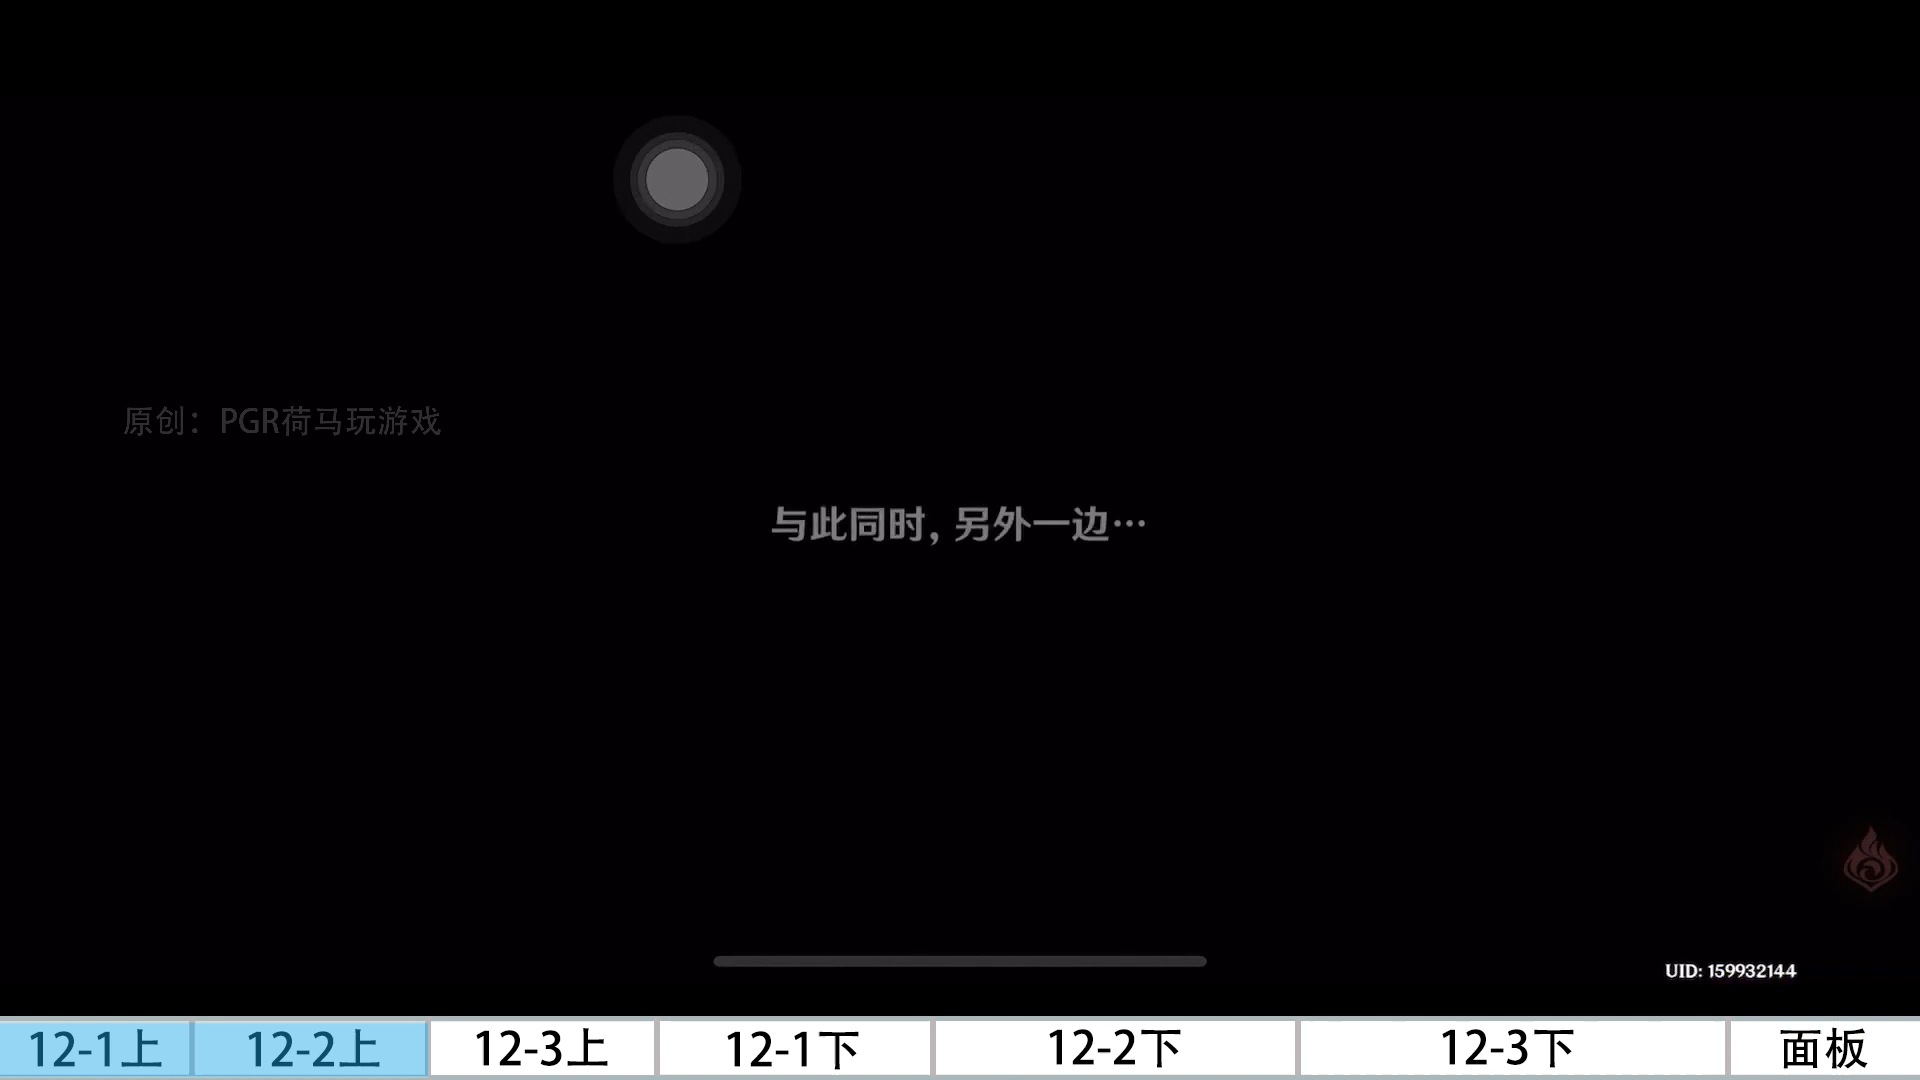 原创：PGR荷马玩游戏
与此同时，另外一边…
UID: 159932144
12-1上 12-2上 12-3上 12-1下 12-2下 12-3下 面板